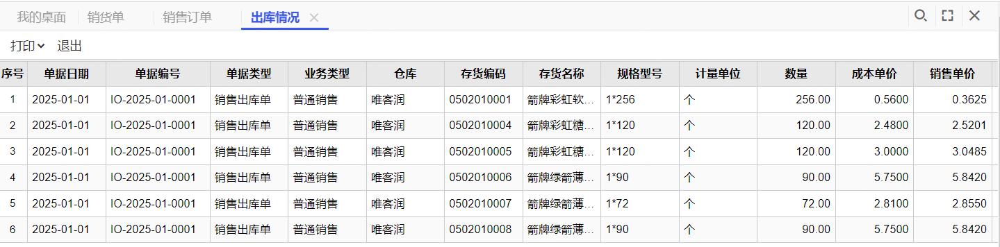 我的桌面 销货单 销售订单 出库情况
打印 退出
序号 单据日期 单据编号 单据类型 业务类型 仓库 存货编码 存货名称 规格型号 计量单位 数量 成本单价 销售单价
1 2025-01-01 IO-2025-01-0001 销售出库单 普通销售 唯客润 0502010001 箭牌彩虹软... 1*256 个 256.00 0.5600 0.3625
2 2025-01-01 IO-2025-01-0001 销售出库单 普通销售 唯客润 0502010004 箭牌彩虹糖... 1*120 个 120.00 2.4800 2.5201
3 2025-01-01 IO-2025-01-0001 销售出库单 普通销售 唯客润 0502010005 箭牌彩虹糖... 1*120 个 120.00 3.0000 3.0485
4 2025-01-01 IO-2025-01-0001 销售出库单 普通销售 唯客润 0502010006 箭牌绿箭薄... 1*90 个 90.00 5.7500 5.8420
5 2025-01-01 IO-2025-01-0001 销售出库单 普通销售 唯客润 0502010007 箭牌绿箭薄... 1*72 个 72.00 2.8100 2.8550
6 2025-01-01 IO-2025-01-0001 销售出库单 普通销售 唯客润 0502010008 箭牌绿箭薄... 1*90 个 90.00 5.7500 5.8420